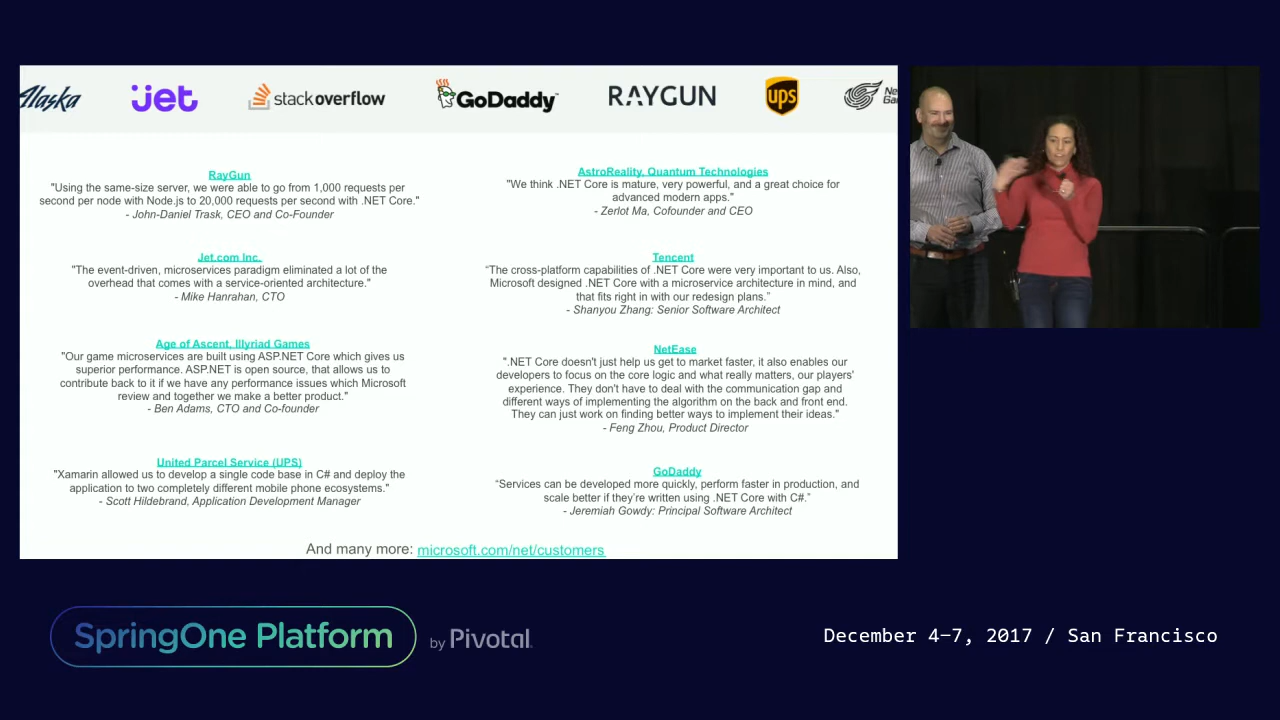 Alaska
jet
stackoverflow
GoDaddy™
RAYGUN
ups
RayGun
"Using the same-size server, we were able to go from 1,000 requests per
second per node with Node.js to 20,000 requests per second with .NET Core."
- John-Daniel Trask, CEO and Co-Founder
Jet.com Inc.
"The event-driven, microservices paradigm eliminated a lot of the
overhead that comes with a service-oriented architecture."
- Mike Hanrahan, CTO
Age of Ascent, Illyriad Games
"Our game microservices are built using ASP.NET Core which gives us
superior performance. ASP.NET is open source, that allows us to
contribute back to it if we have any performance issues which Microsoft
review and together we make a better product."
- Ben Adams, CTO and Co-founder
United Parcel Service (UPS)
"Xamarin allowed us to develop a single code base in C# and deploy the
application to two completely different mobile phone ecosystems."
- Scott Hildebrand, Application Development Manager
AstroReality, Quantum Technologies
"We think .NET Core is mature, very powerful, and a great choice for
advanced modern apps."
- Zerlot Ma, Cofounder and CEO
Tencent
“The cross-platform capabilities of .NET Core were very important to us. Also,
Microsoft designed .NET Core with a microservice architecture in mind, and
that fits right in with our redesign plans.”
- Shanyou Zhang: Senior Software Architect
NetEase
".NET Core doesn't just help us get to market faster, it also enables our
developers to focus on the core logic and what really matters, our players'
experience. They don't have to deal with the communication gap and
different ways of implementing the algorithm on the back and front end.
They can just work on finding better ways to implement their ideas."
- Feng Zhou, Product Director
GoDaddy
“Services can be developed more quickly, perform faster in production, and
scale better if they’re written using .NET Core with C#.”
- Jeremiah Gowdy: Principal Software Architect
And many more: microsoft.com/net/customers
SpringOne Platform by Pivotal.
December 4–7, 2017 / San Francisco